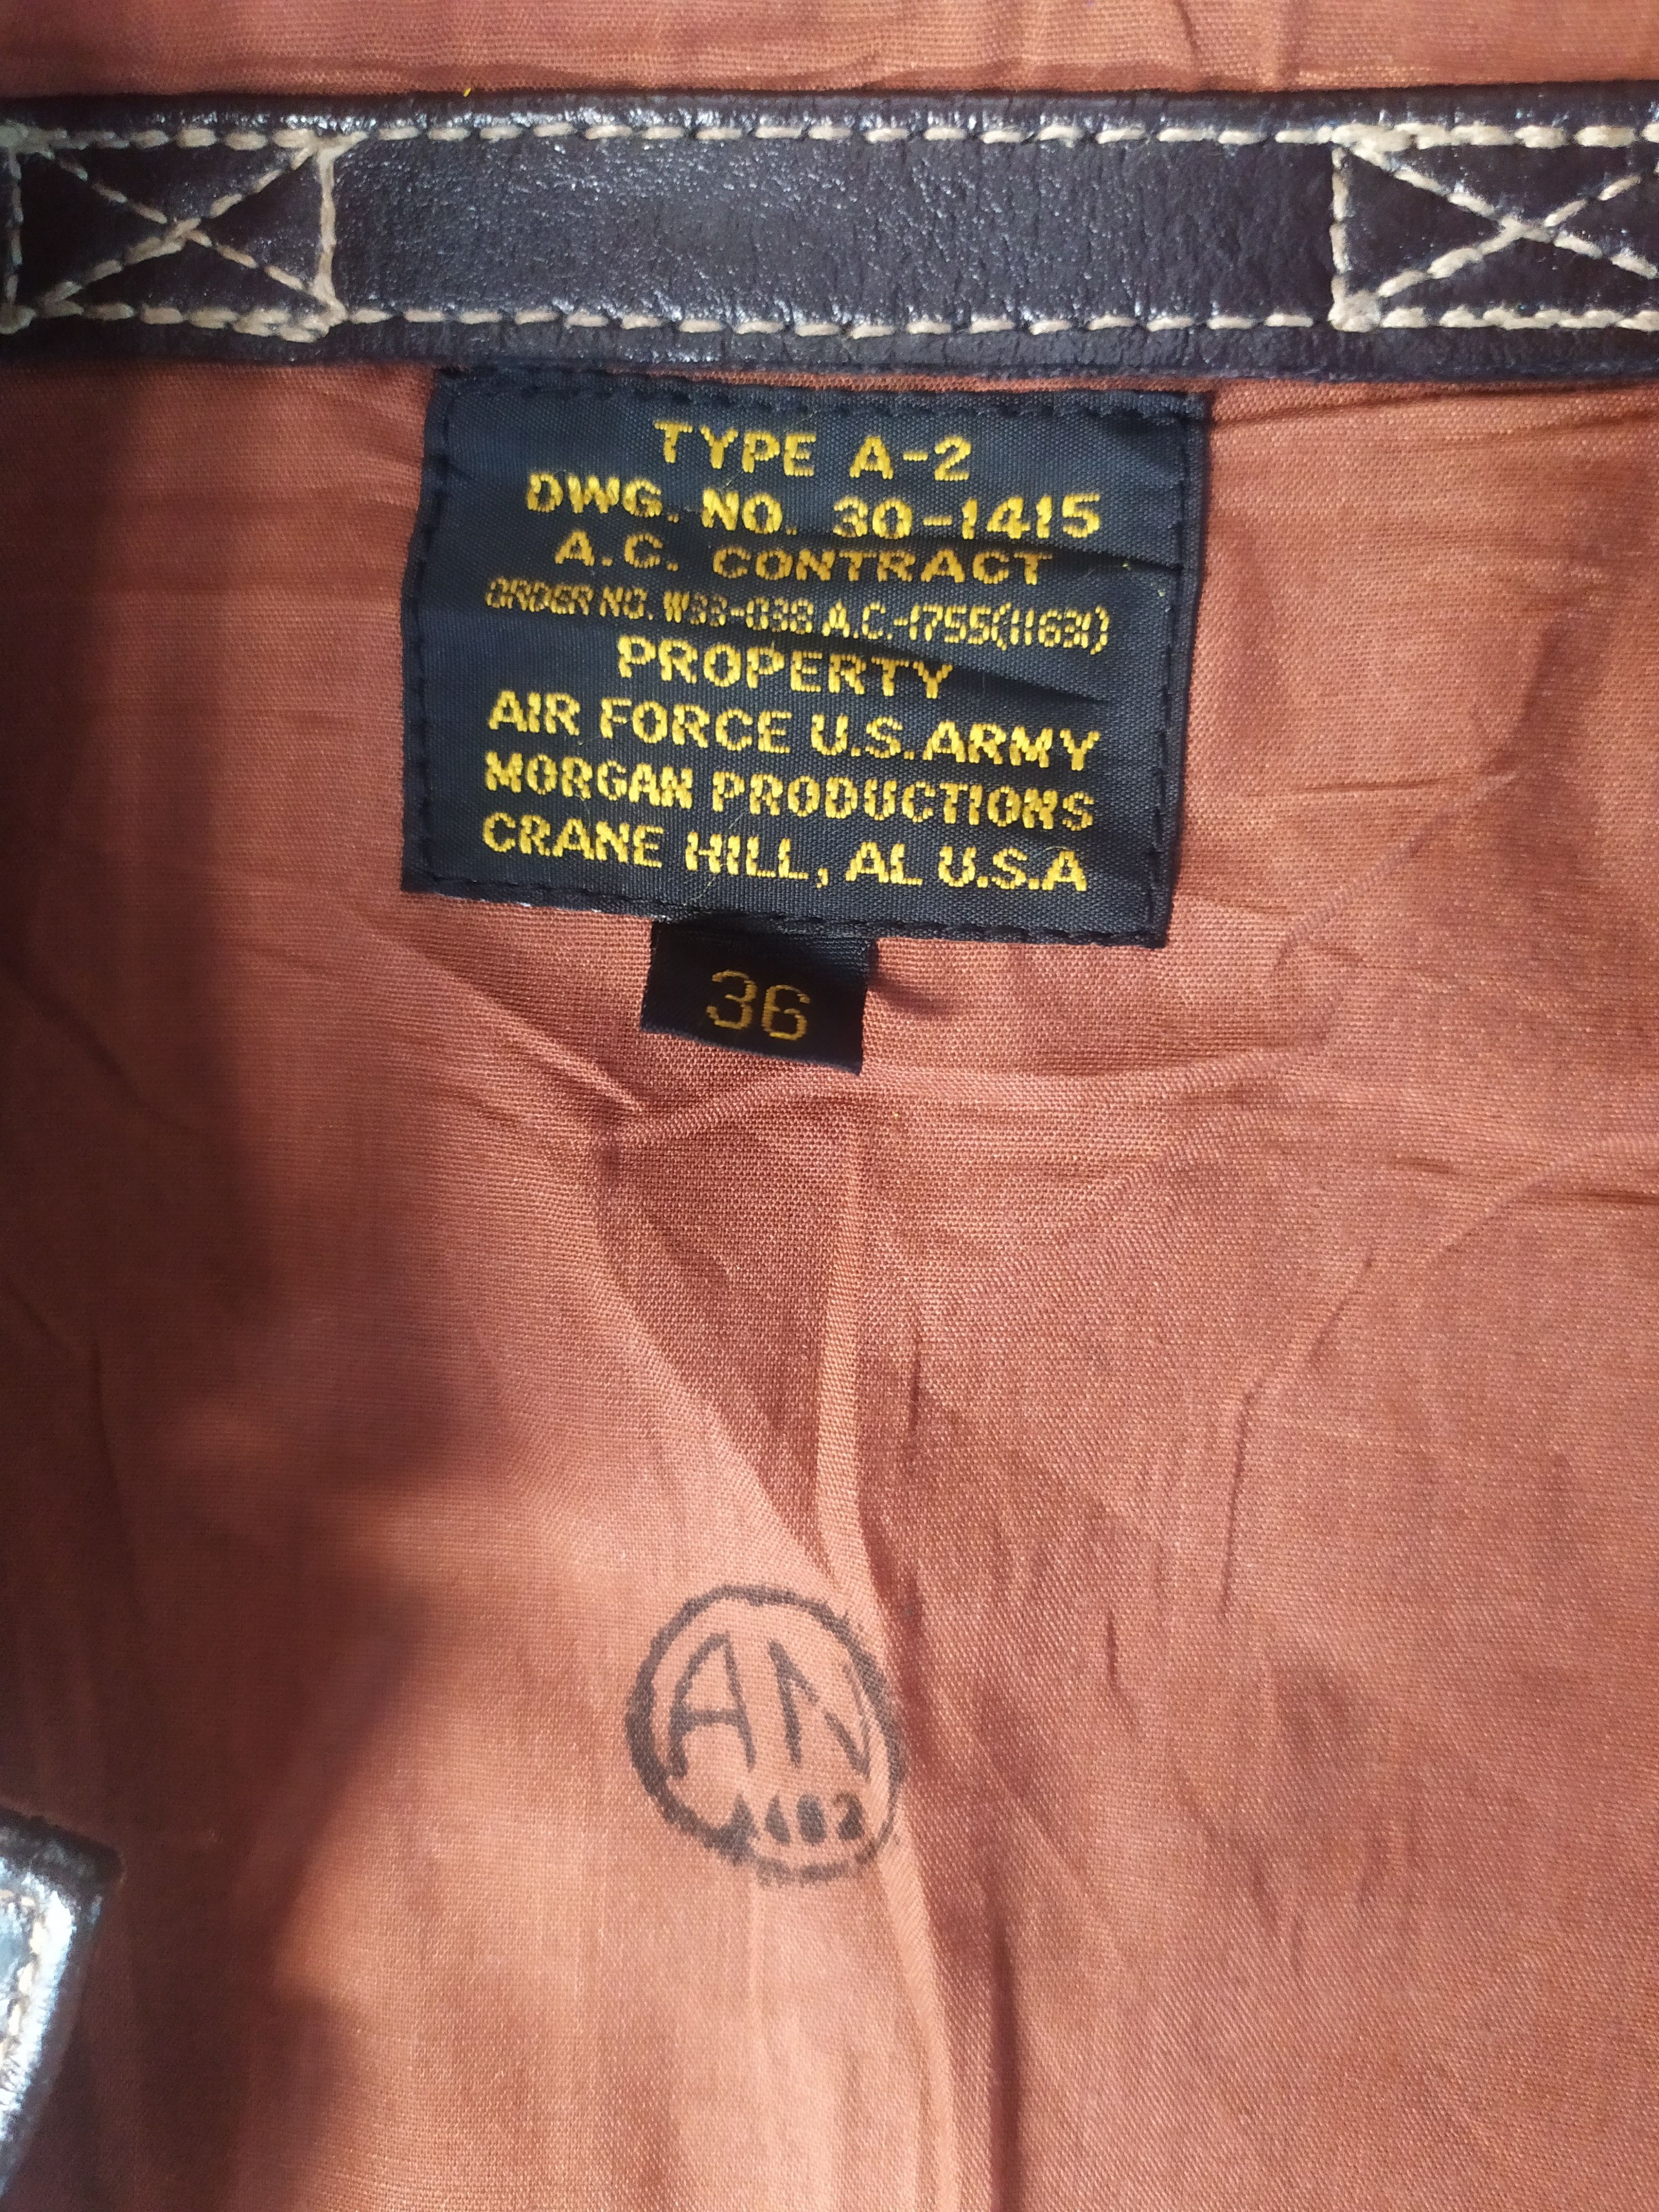 TYPE A-2
DWG. NO. 30-1415
A.C. CONTRACT
ORDER NO. W33-038 A.C.-1755(11631)
PROPERTY
AIR FORCE U.S.ARMY
MORGAN PRODUCTIONS
CRANE HILL, AL U.S.A
36
AN